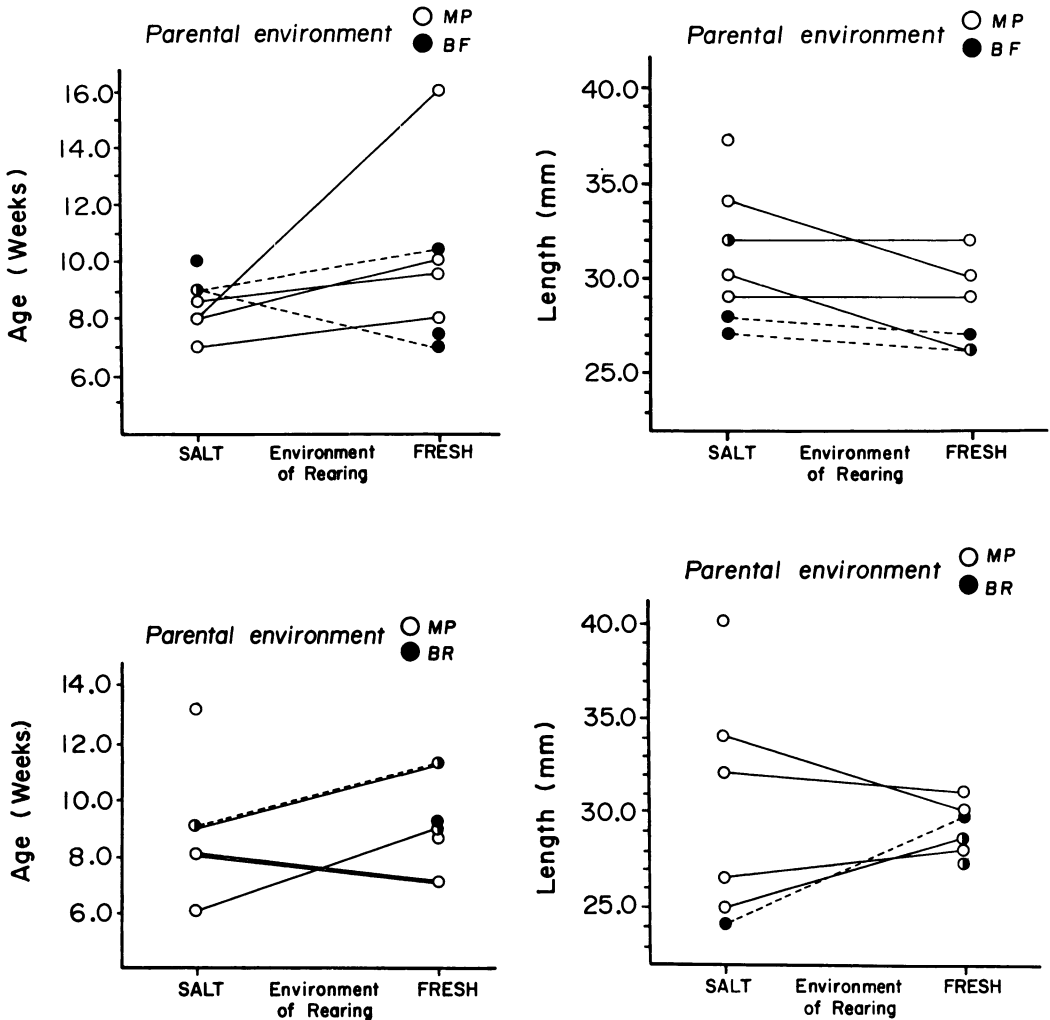 Parental environment
MP
BF
Age (Weeks)
16.0
14.0
12.0
10.0
8.0
6.0
SALT Environment of Rearing FRESH
Parental environment
MP
BF
Length (mm)
40.0
35.0
30.0
25.0
SALT Environment of Rearing FRESH
Parental environment
MP
BR
Age (Weeks)
14.0
12.0
10.0
8.0
6.0
SALT Environment of Rearing FRESH
Parental environment
MP
BR
Length (mm)
40.0
35.0
30.0
25.0
SALT Environment of Rearing FRESH